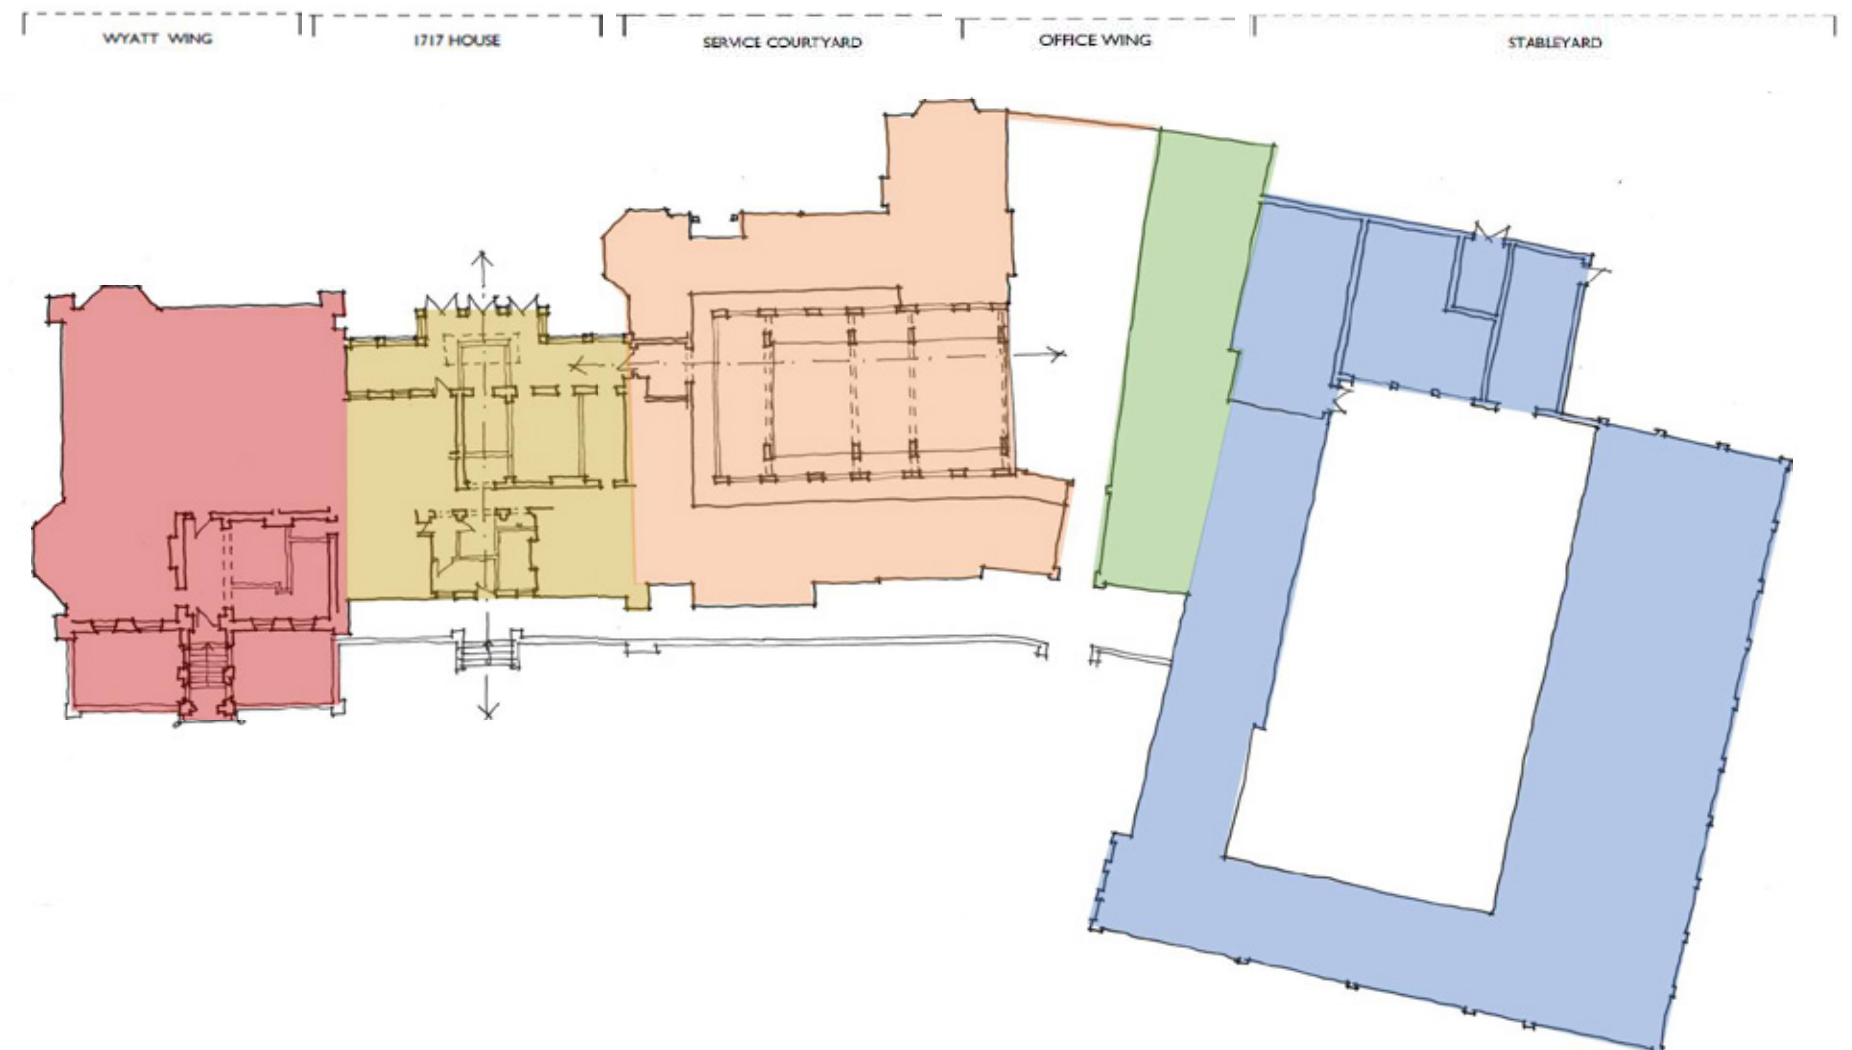 WYATT WING
1717 HOUSE
SERVICE COURTYARD
OFFICE WING
STABLEYARD